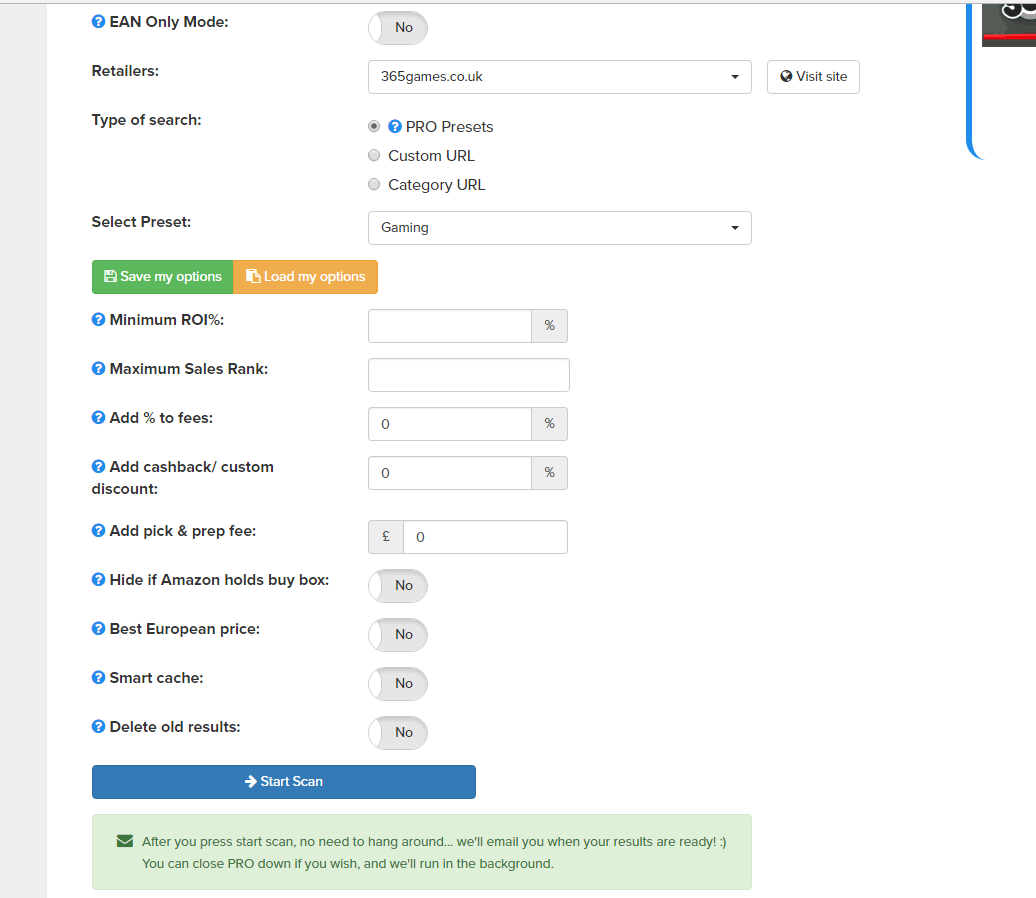 EAN Only Mode:
No
Retailers:
365games.co.uk
Visit site
Type of search:
PRO Presets
Custom URL
Category URL
Select Preset:
Gaming
Save my options
Load my options
Minimum ROI%:
%
Maximum Sales Rank:
Add % to fees:
0
%
Add cashback/ custom
discount:
0
%
Add pick & prep fee:
£
0
Hide if Amazon holds buy box:
No
Best European price:
No
Smart cache:
No
Delete old results:
No
Start Scan
After you press start scan, no need to hang around... we'll email you when your results are ready! :)
You can close PRO down if you wish, and we'll run in the background.